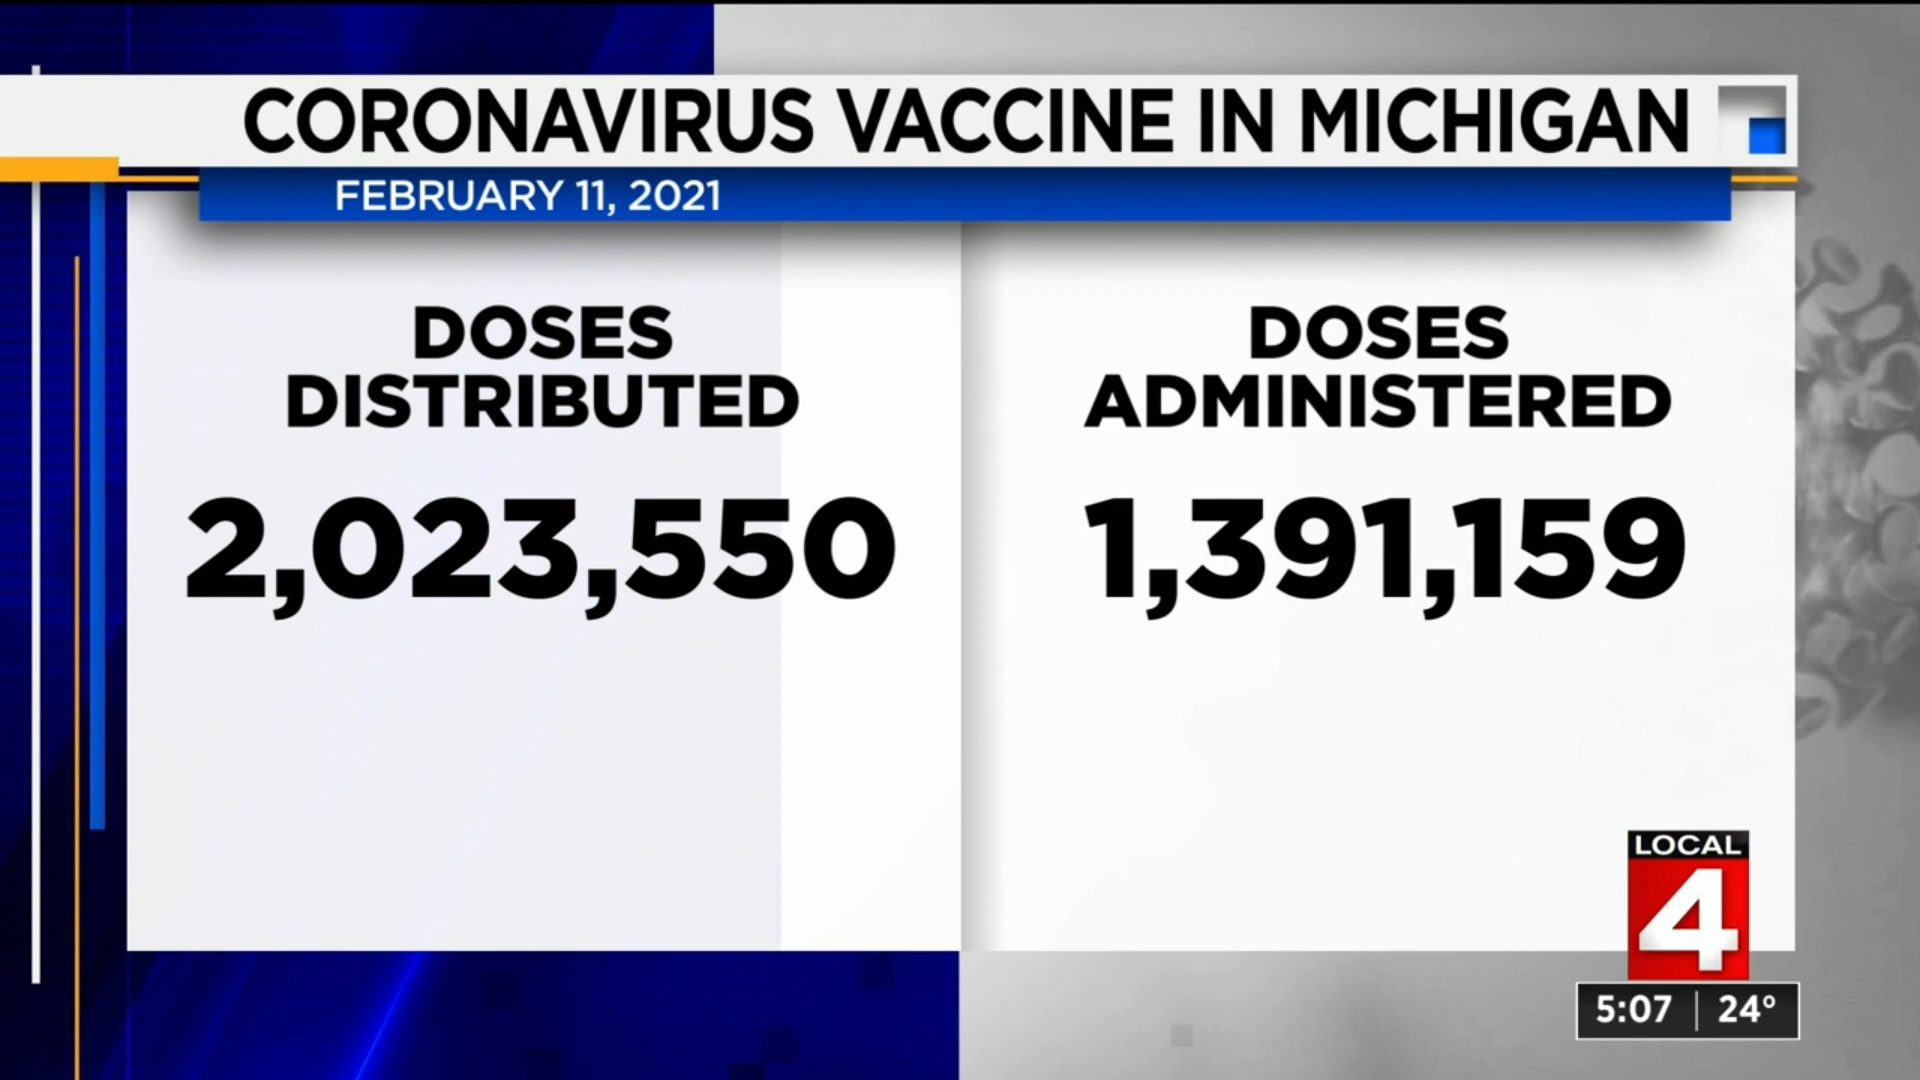 CORONAVIRUS VACCINE IN MICHIGAN
FEBRUARY 11, 2021
DOSES
DISTRIBUTED
2,023,550
DOSES
ADMINISTERED
1,391,159
LOCAL
4
5:07 | 24°